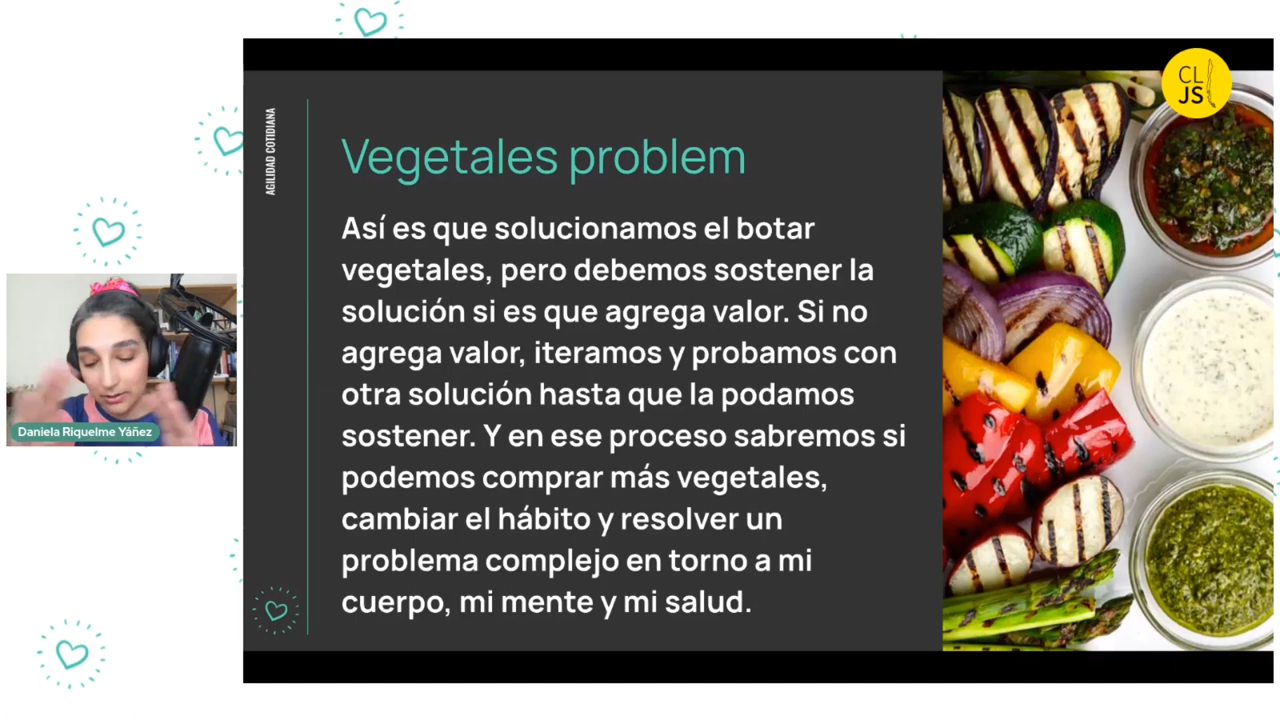 CL
JS
AGILIDAD COTIDIANA
Vegetales problem
Así es que solucionamos el botar
vegetales, pero debemos sostener la
solución si es que agrega valor. Si no
agrega valor, iteramos y probamos con
otra solución hasta que la podamos
sostener. Y en ese proceso sabremos si
podemos comprar más vegetales,
cambiar el hábito y resolver un
problema complejo en torno a mi
cuerpo, mi mente y mi salud.
Daniela Riquelme Yáñez